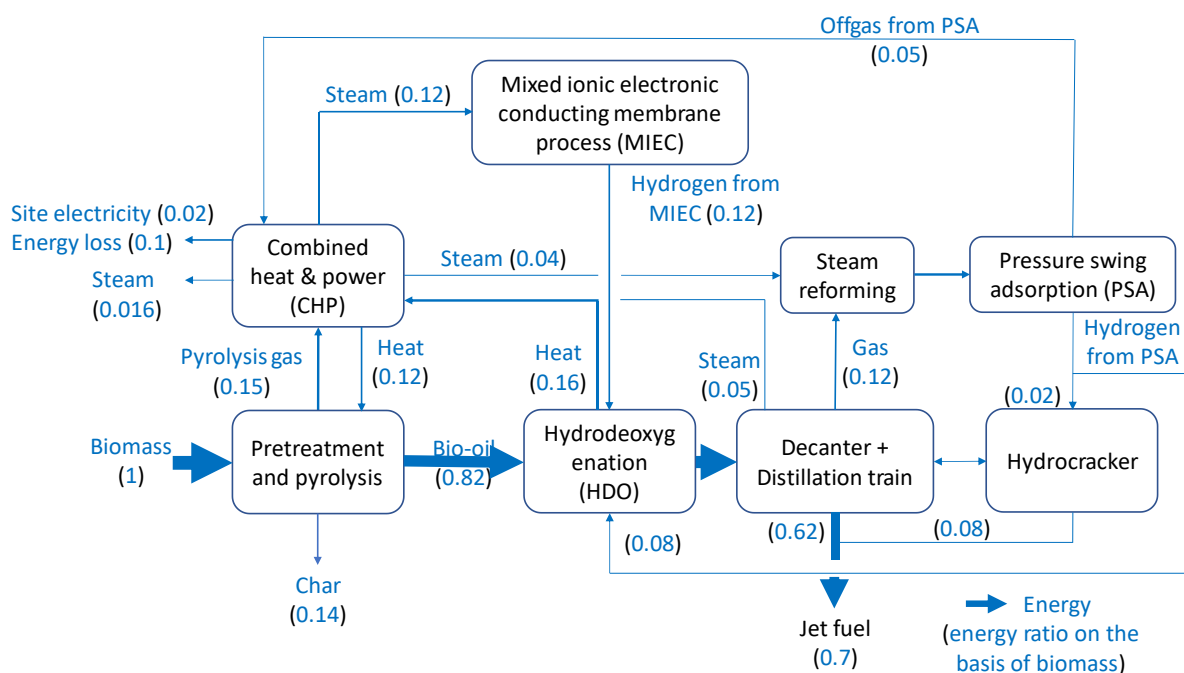 Offgas from PSA
(0.05)
Mixed ionic electronic
conducting membrane
process (MIEC)
Steam (0.12)
Hydrogen from
MIEC (0.12)
Site electricity (0.02)
Energy loss (0.1)
Combined
heat & power
(CHP)
Steam (0.04)
Steam
reforming
Pressure swing
adsorption (PSA)
Steam
(0.016)
Hydrogen
from PSA
Pyrolysis gas
(0.15)
Heat
(0.12)
Heat
(0.16)
Steam
(0.05)
Gas
(0.12)
(0.02)
Biomass
(1)
Pretreatment
and pyrolysis
Bio-oil
(0.82)
Hydrodeoxyg
enation
(HDO)
Decanter +
Distillation train
Hydrocracker
(0.08)
(0.62)
(0.08)
Char
(0.14)
Jet fuel
(0.7)
Energy
(energy ratio on the
basis of biomass)